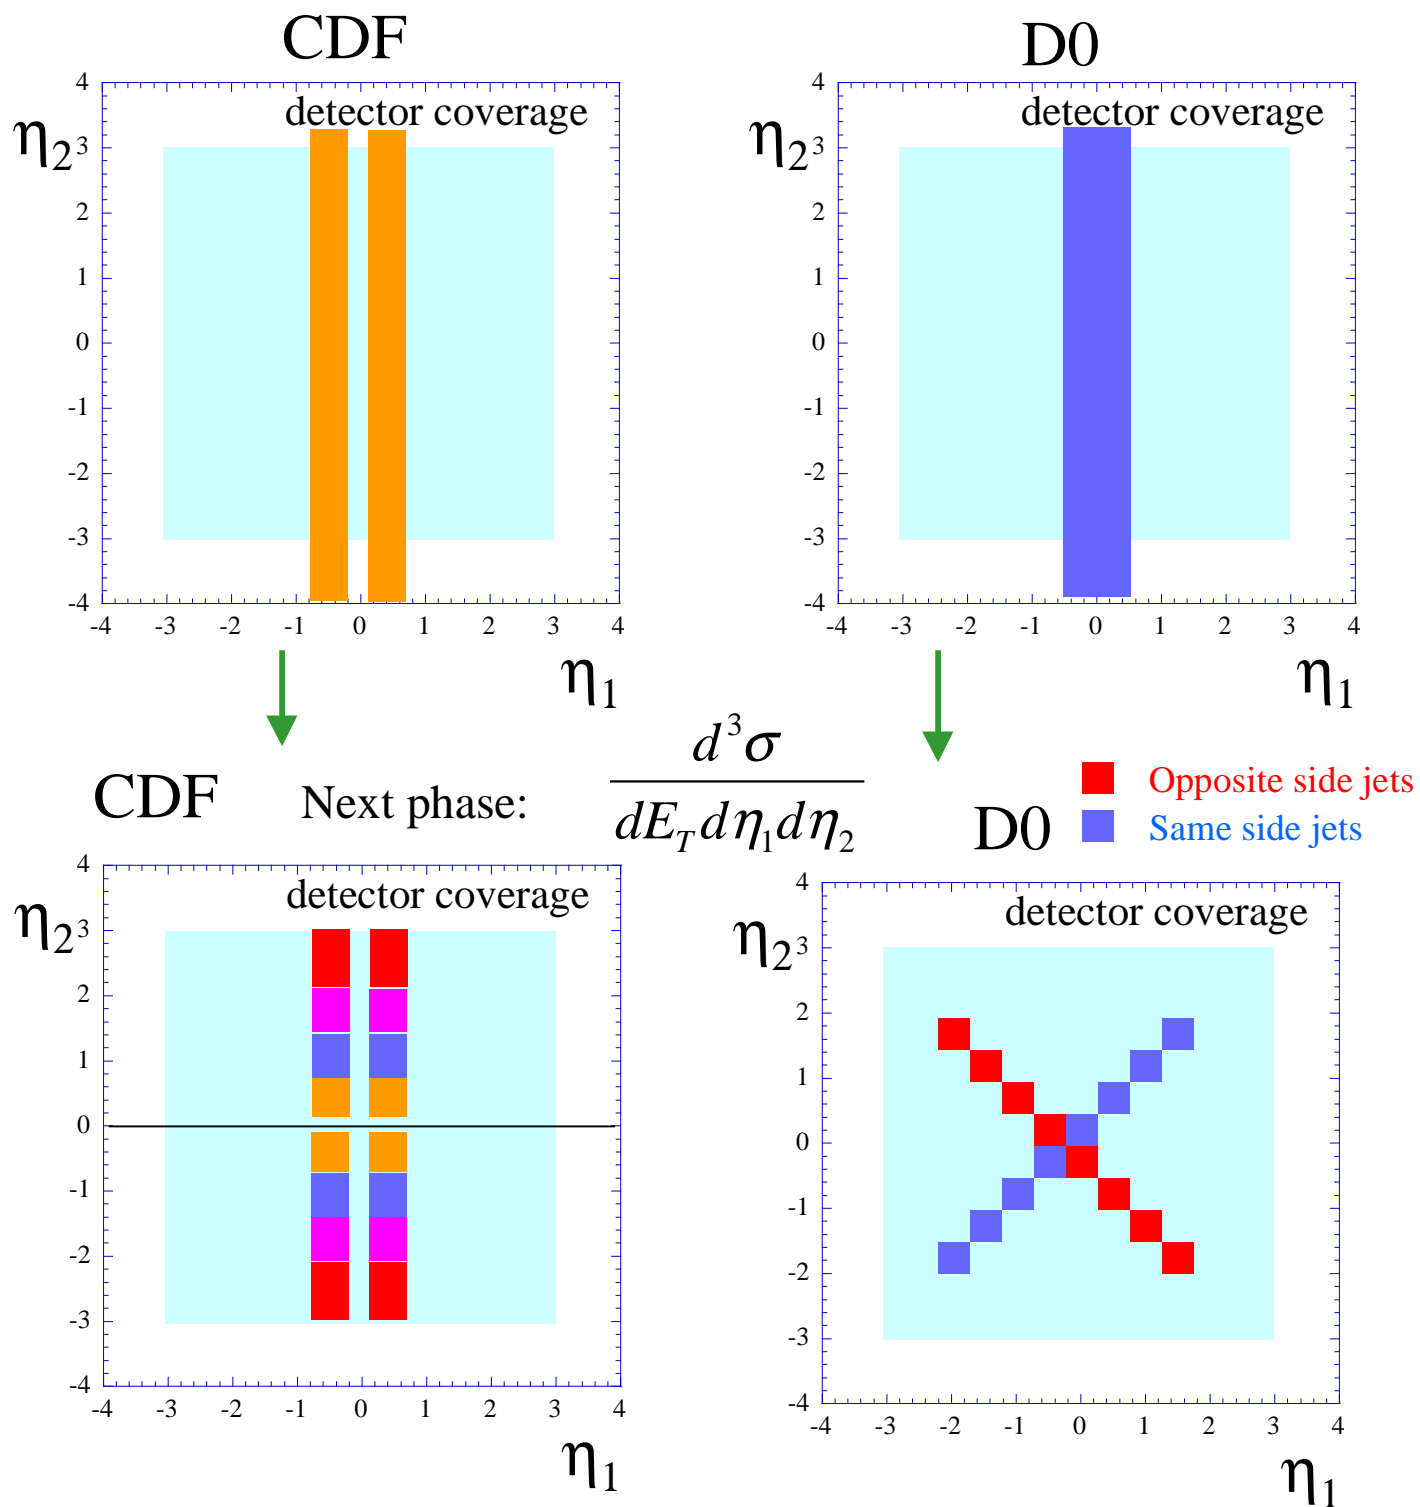 CDF
D0
4
detector coverage
η2
3
2
1
0
-1
-2
-3
-4
-4 -3 -2 -1 0 1 2 3 4
η1
4
detector coverage
η2
3
2
1
0
-1
-2
-3
-4
-4 -3 -2 -1 0 1 2 3 4
η1
CDF
Next phase:
d³σ
dE_T dη₁dη₂
D0
Opposite side jets
Same side jets
4
detector coverage
η2
3
2
1
0
-1
-2
-3
-4
-4 -3 -2 -1 0 1 2 3 4
η1
4
detector coverage
η2
3
2
1
0
-1
-2
-3
-4
-4 -3 -2 -1 0 1 2 3 4
η1